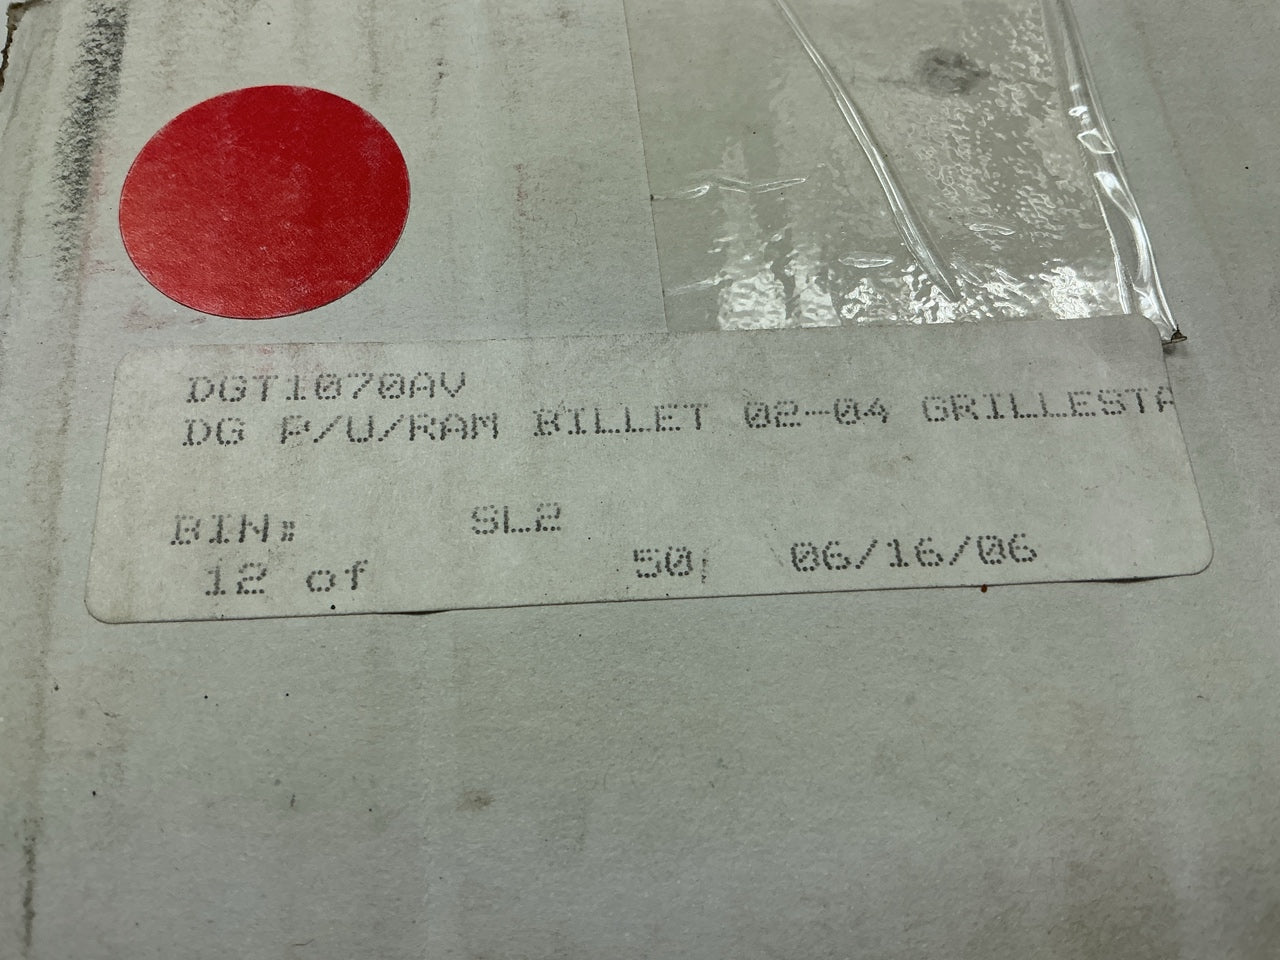 DGT1070AV
DG P/U/RAM BILLET 02-04 GRILLESTA
BIN: SL2
12 of 50 06/16/06